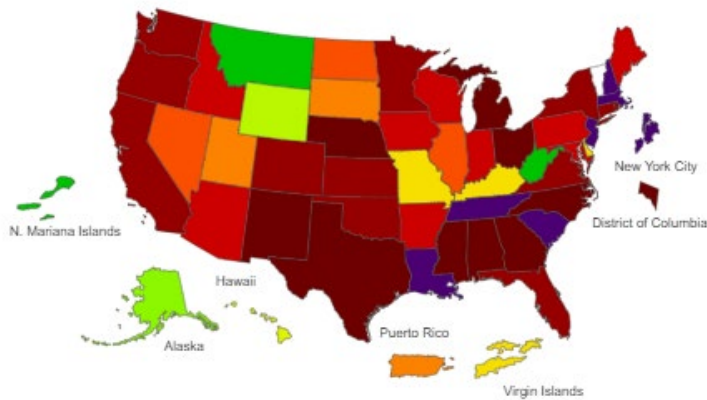 New York City
District of Columbia
N. Mariana Islands
Hawaii
Alaska
Puerto Rico
Virgin Islands